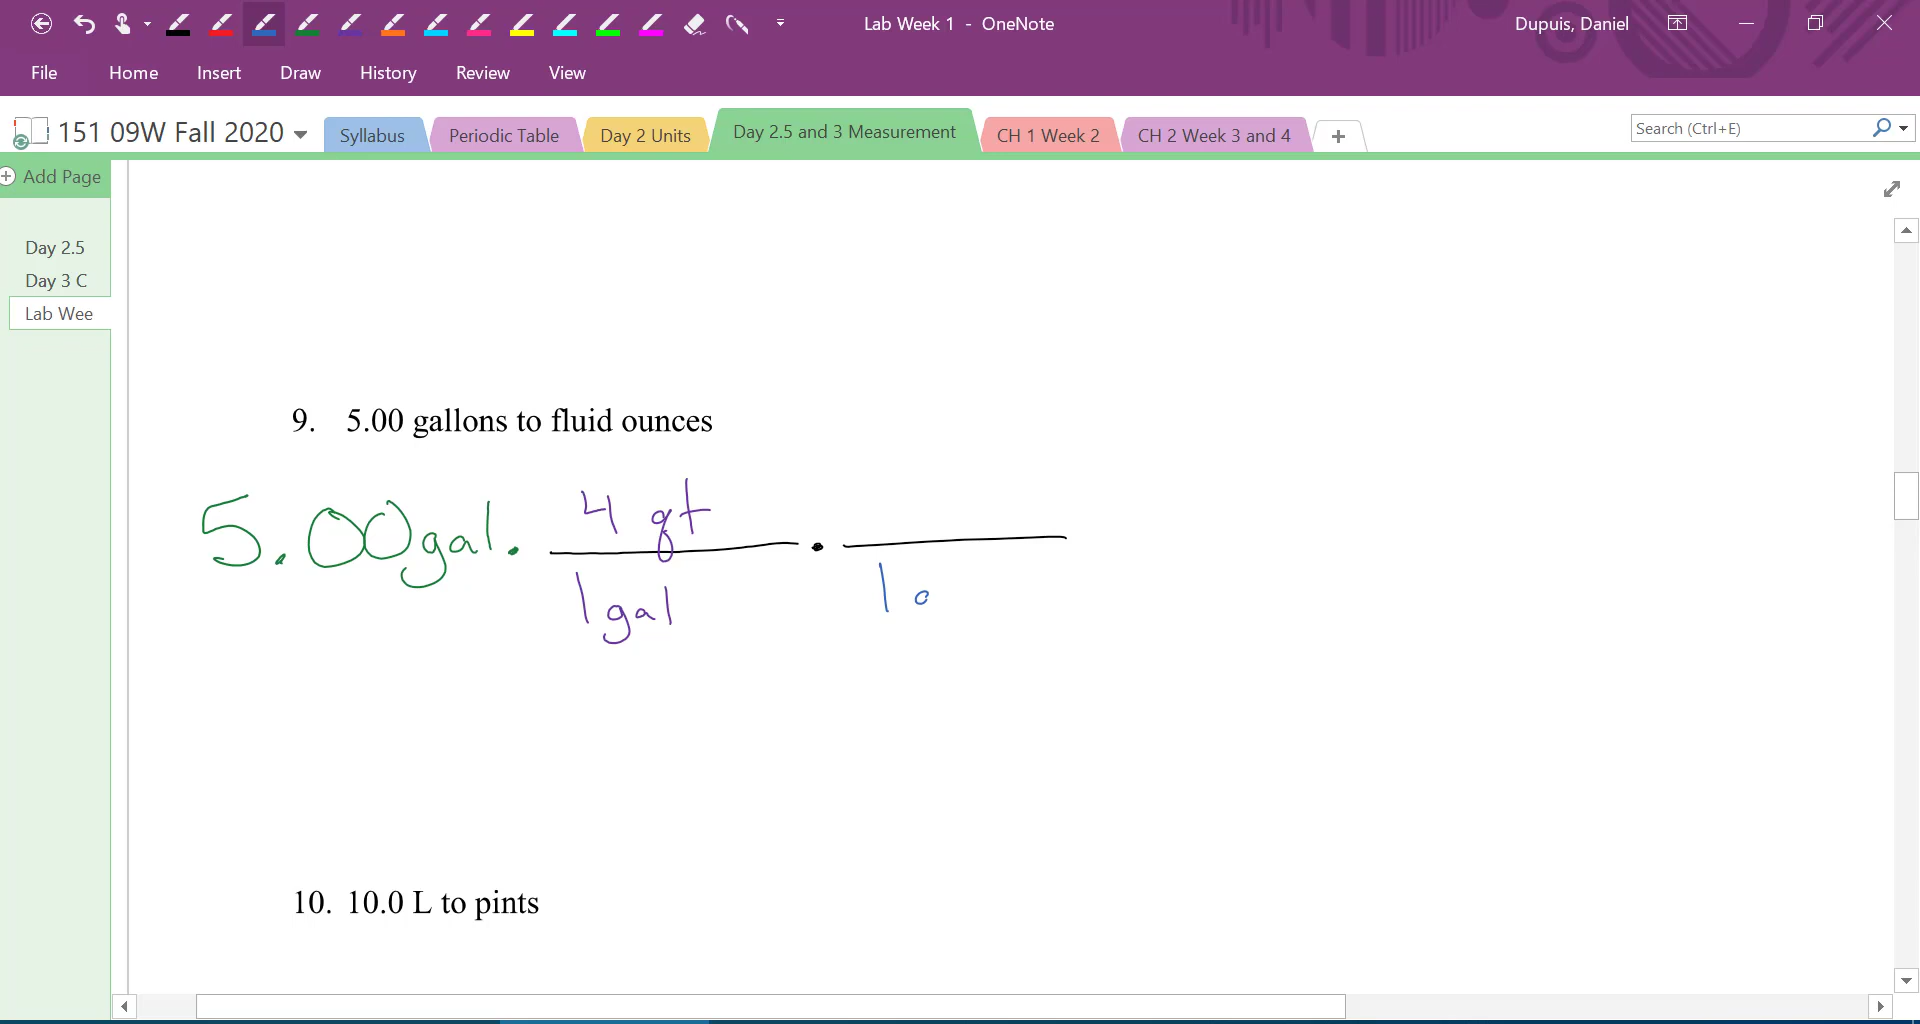 Lab Week 1 - OneNote
Dupuis, Daniel
File Home Insert Draw History Review View
151 09W Fall 2020 Syllabus Periodic Table Day 2 Units Day 2.5 and 3 Measurement CH 1 Week 2 CH 2 Week 3 and 4 + Search (Ctrl+E)
Add Page
Day 2.5
Day 3 C
Lab Wee
9. 5.00 gallons to fluid ounces
5.00gal. 4 qt
1 gal
1
10. 10.0 L to pints